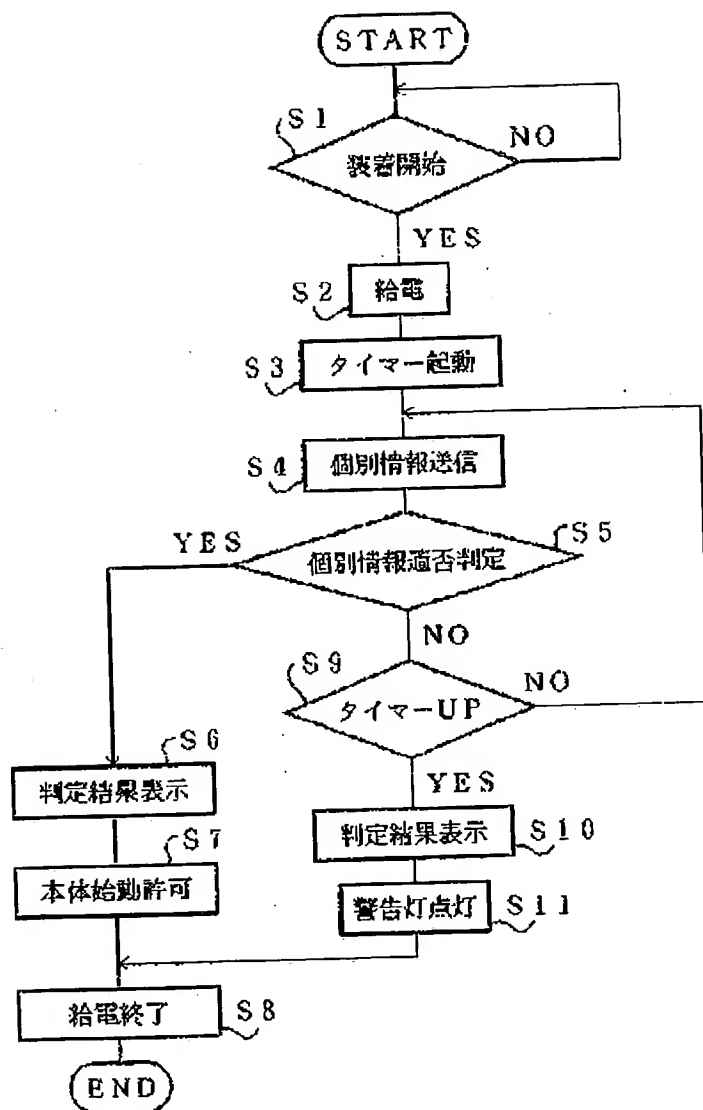 START
S1
装着開始
NO
YES
S2
給電
S3
タイマー起動
S4
個別情報送信
S5
個別情報適否判定
YES
NO
S9
タイマーUP
NO
YES
S6
判定結果表示
S7
本体始動許可
判定結果表示
S10
警告灯点灯
S11
給電終了
S8
END